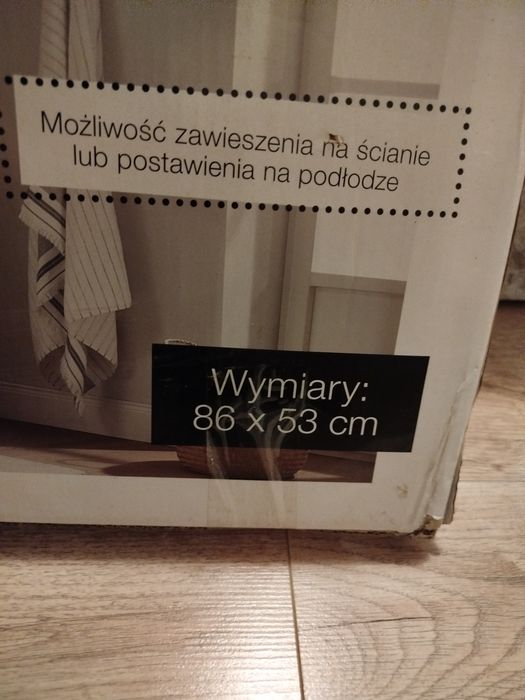 Możliwość zawieszenia na ścianie
lub postawienia na podłodze
Wymiary:
86 x 53 cm